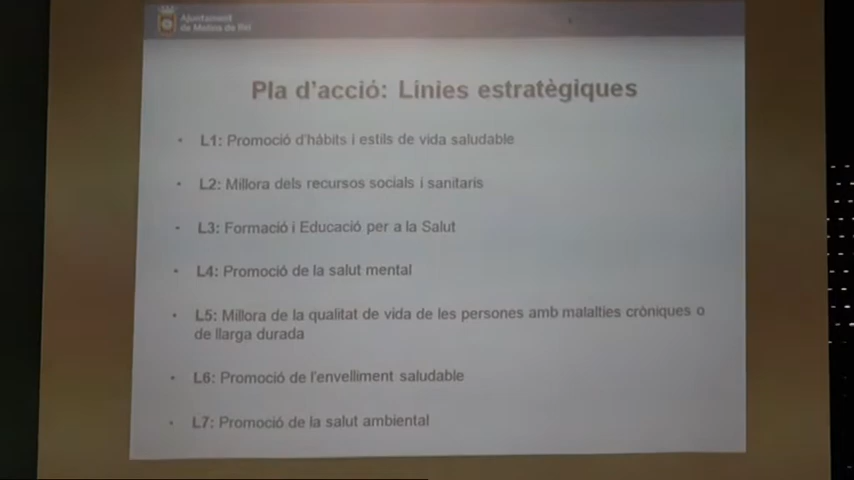 Ajuntament
de Molins de Rei
Pla d'acció: Linies estratègiques
• L1: Promoció d'hàbits i estils de vida saludable
• L2: Millora dels recursos socials i sanitaris
• L3: Formació i Educació per a la Salut
• L4: Promoció de la salut mental
• L5: Millora de la qualitat de vida de les persones amb malalties cròniques o
de llarga durada
• L6: Promoció de l'envelliment saludable
• L7: Promoció de la salut ambiental